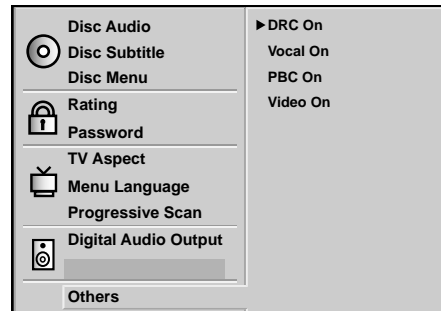 Disc Audio
Disc Subtitle
Disc Menu
Rating
Password
TV Aspect
Menu Language
Progressive Scan
Digital Audio Output
Others
DRC On
Vocal On
PBC On
Video On